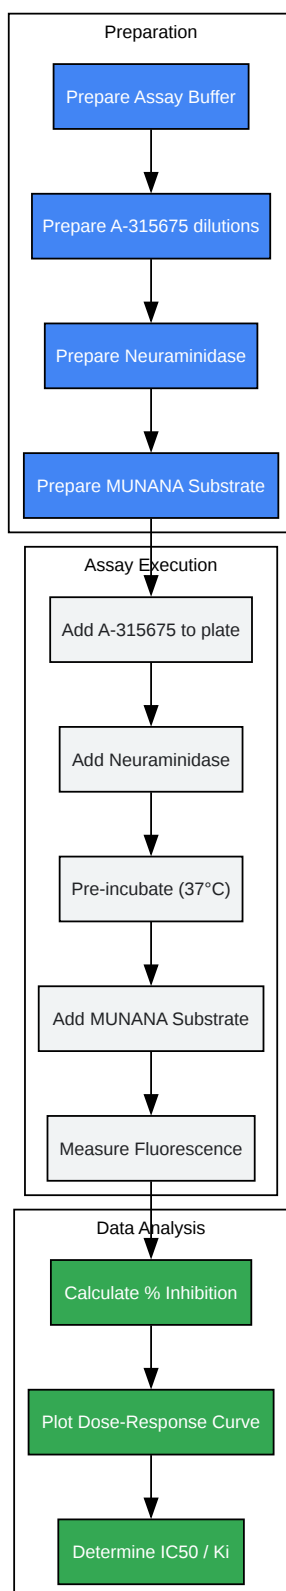 Preparation
Prepare Assay Buffer
Prepare A-315675 dilutions
Prepare Neuraminidase
Prepare MUNANA Substrate
Assay Execution
Add A-315675 to plate
Add Neuraminidase
Pre-incubate (37°C)
Add MUNANA Substrate
Measure Fluorescence
Data Analysis
Calculate % Inhibition
Plot Dose-Response Curve
Determine IC50 / Ki